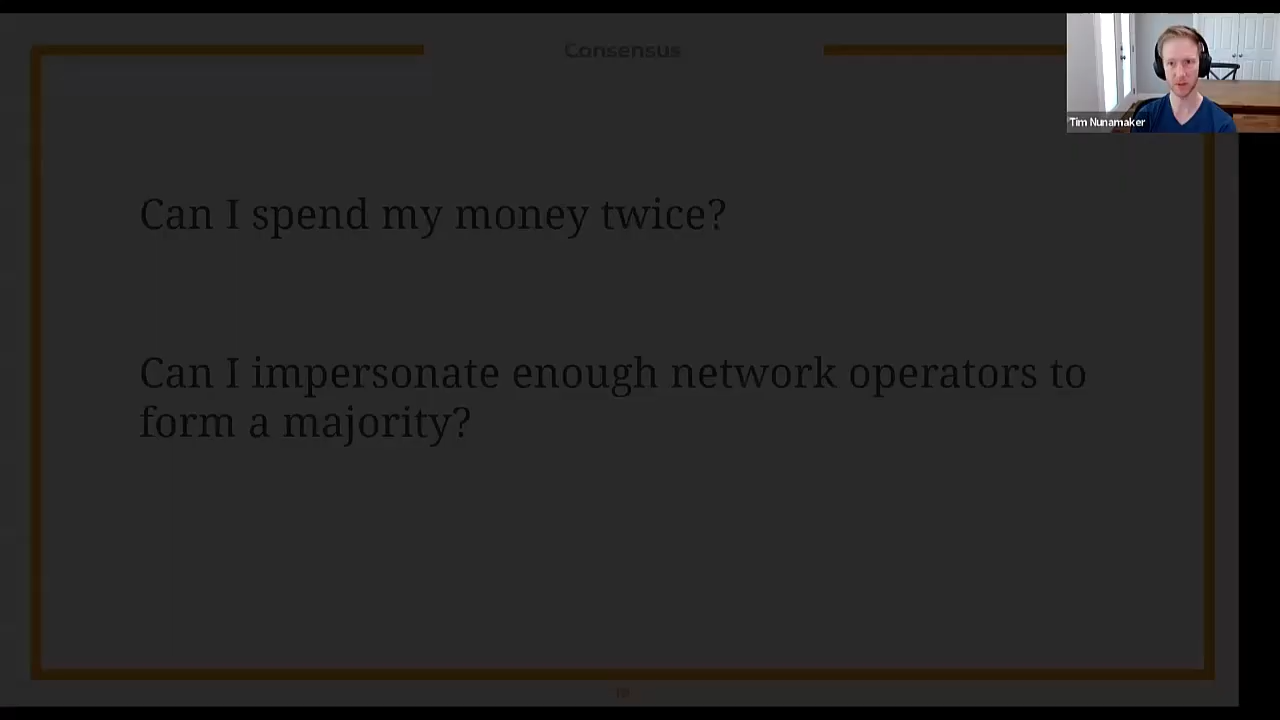 Consensus
Tim Nunamaker
Can I spend my money twice?
Can I impersonate enough network operators to
form a majority?